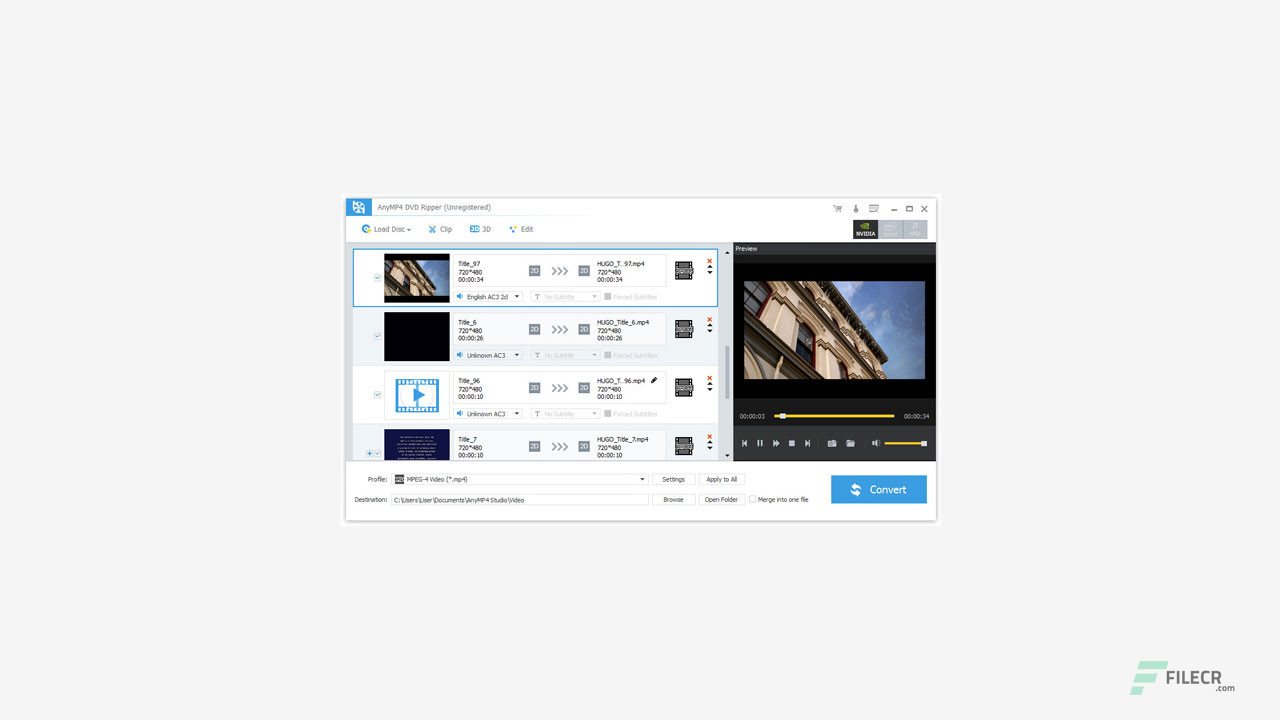 AnyMP4 DVD Ripper (Unregistered)
Load Disc Clip 3D 3D Edit
NVIDIA
Preview
Title_97
720*480
00:00:34
2D 2D
HUGO_T...97.mp4
720*480
00:00:34
English AC3 2d
No Subtitle
Forced Subtitles
Title_6
720*480
00:00:26
2D 2D
HUGO_Title_6.mp4
720*480
00:00:26
Unknown AC3
No Subtitle
Forced Subtitles
Title_96
720*480
00:00:10
2D 2D
HUGO_T...96.mp4
720*480
00:00:10
Unknown AC3
No Subtitle
Forced Subtitles
Title_7
720*480
00:00:10
2D 2D
HUGO_Title_7.mp4
720*480
00:00:10
00:00:03 00:00:34
Profile: MPEG-4 Video (*.mp4) Settings Apply to All
Destination: C:\Users\User\Documents\AnyMP4 Studio\Video Browse Open Folder Merge into one file
Convert
FILECR
.com